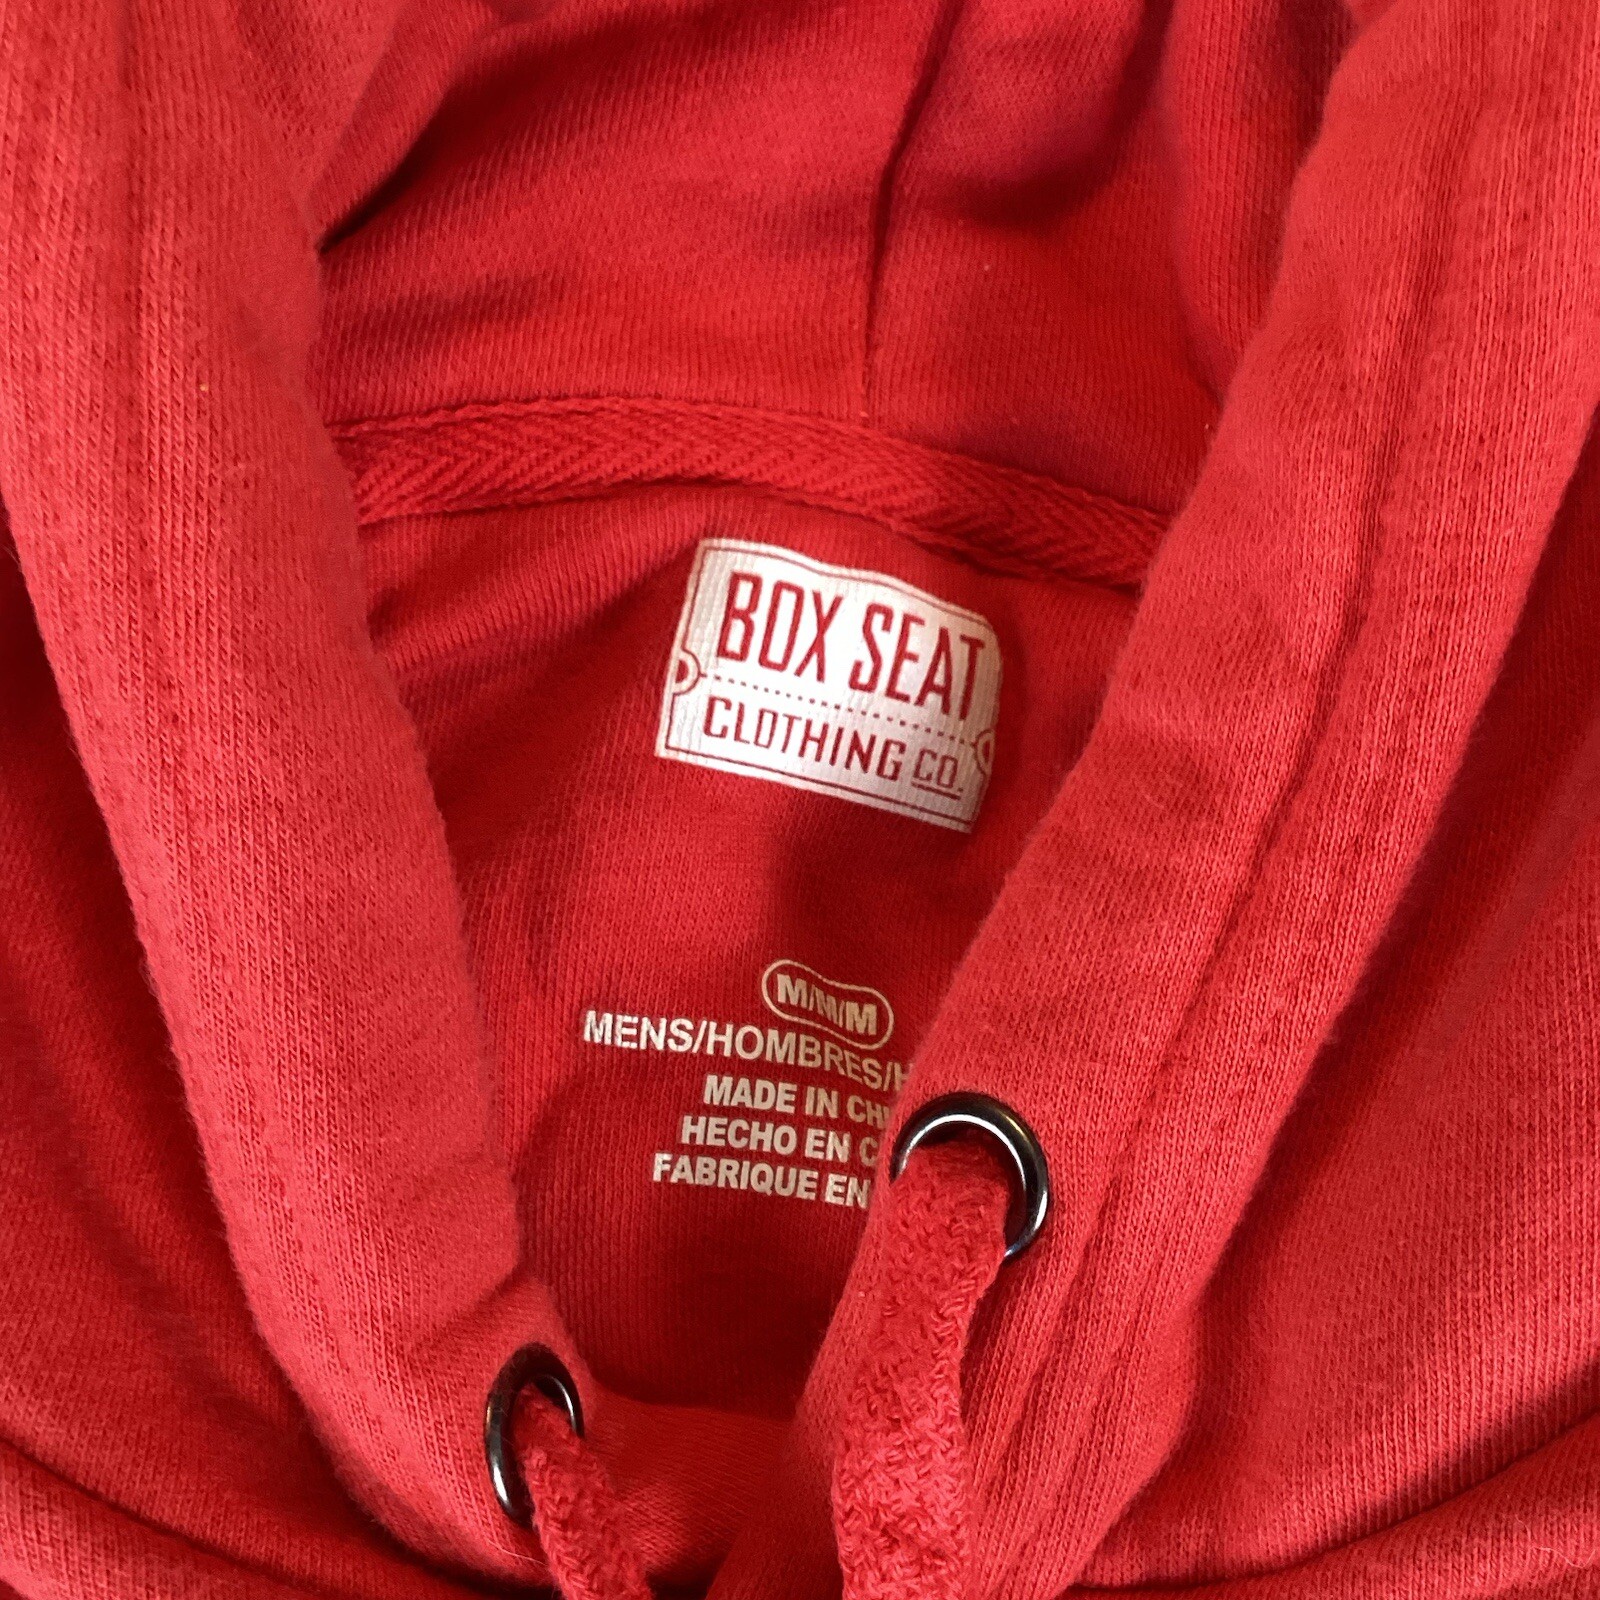 BOX SEAT
CLOTHING CO.
M/M/M
MENS/HOMBRES/
MADE IN
HECHO EN
FABRIQUE EN